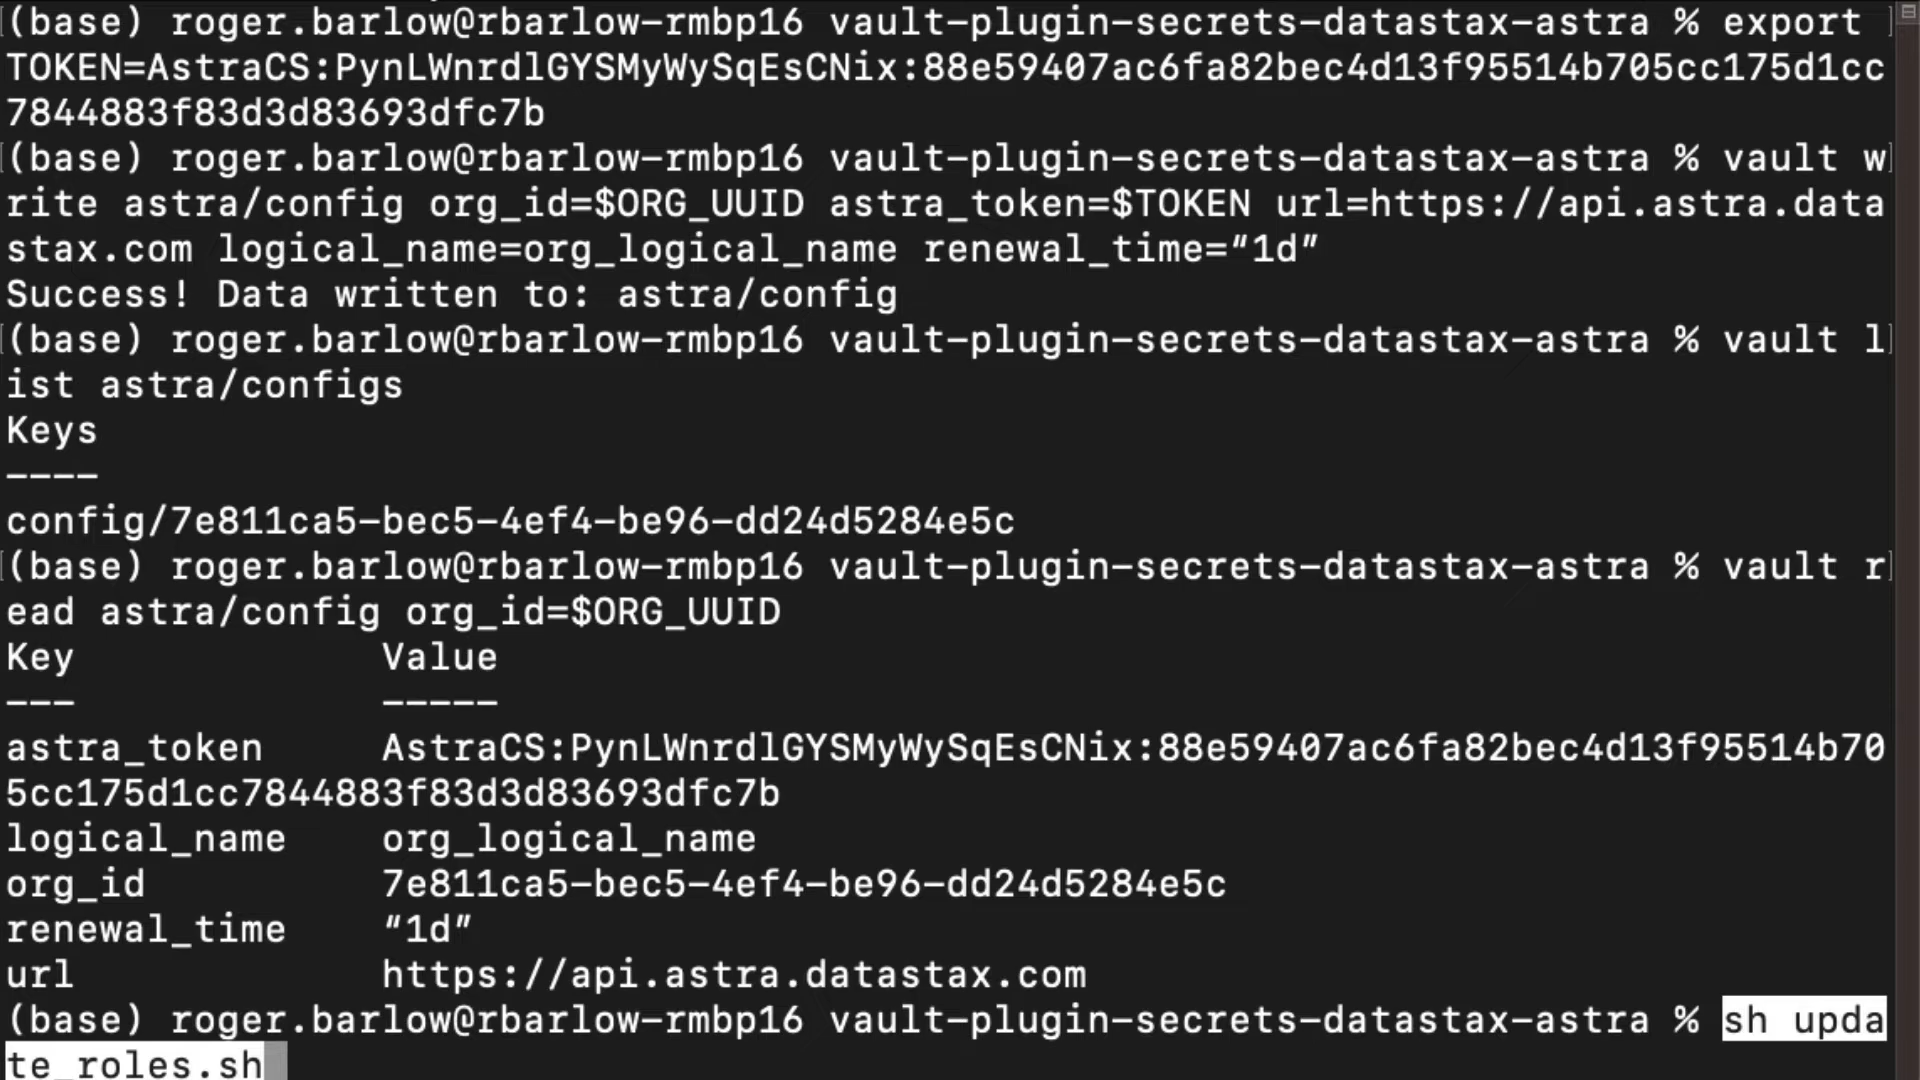 (base) roger.barlow@rbarlow-rmbp16 vault-plugin-secrets-datastax-astra % export
TOKEN=AstraCS:PynLWnrdlGYSMyWySqEsCNix:88e59407ac6fa82bec4d13f95514b705cc175d1cc
7844883f83d3d83693dfc7b
(base) roger.barlow@rbarlow-rmbp16 vault-plugin-secrets-datastax-astra % vault w
rite astra/config org_id=$ORG_UUID astra_token=$TOKEN url=https://api.astra.data
stax.com logical_name=org_logical_name renewal_time=“1d”
Success! Data written to: astra/config
(base) roger.barlow@rbarlow-rmbp16 vault-plugin-secrets-datastax-astra % vault l
ist astra/configs
Keys
----
config/7e811ca5-bec5-4ef4-be96-dd24d5284e5c
(base) roger.barlow@rbarlow-rmbp16 vault-plugin-secrets-datastax-astra % vault r
ead astra/config org_id=$ORG_UUID
Key Value
--- -----
astra_token AstraCS:PynLWnrdlGYSMyWySqEsCNix:88e59407ac6fa82bec4d13f95514b70
5cc175d1cc7844883f83d3d83693dfc7b
logical_name org_logical_name
org_id 7e811ca5-bec5-4ef4-be96-dd24d5284e5c
renewal_time “1d”
url https://api.astra.datastax.com
(base) roger.barlow@rbarlow-rmbp16 vault-plugin-secrets-datastax-astra % sh upda
te_roles.sh